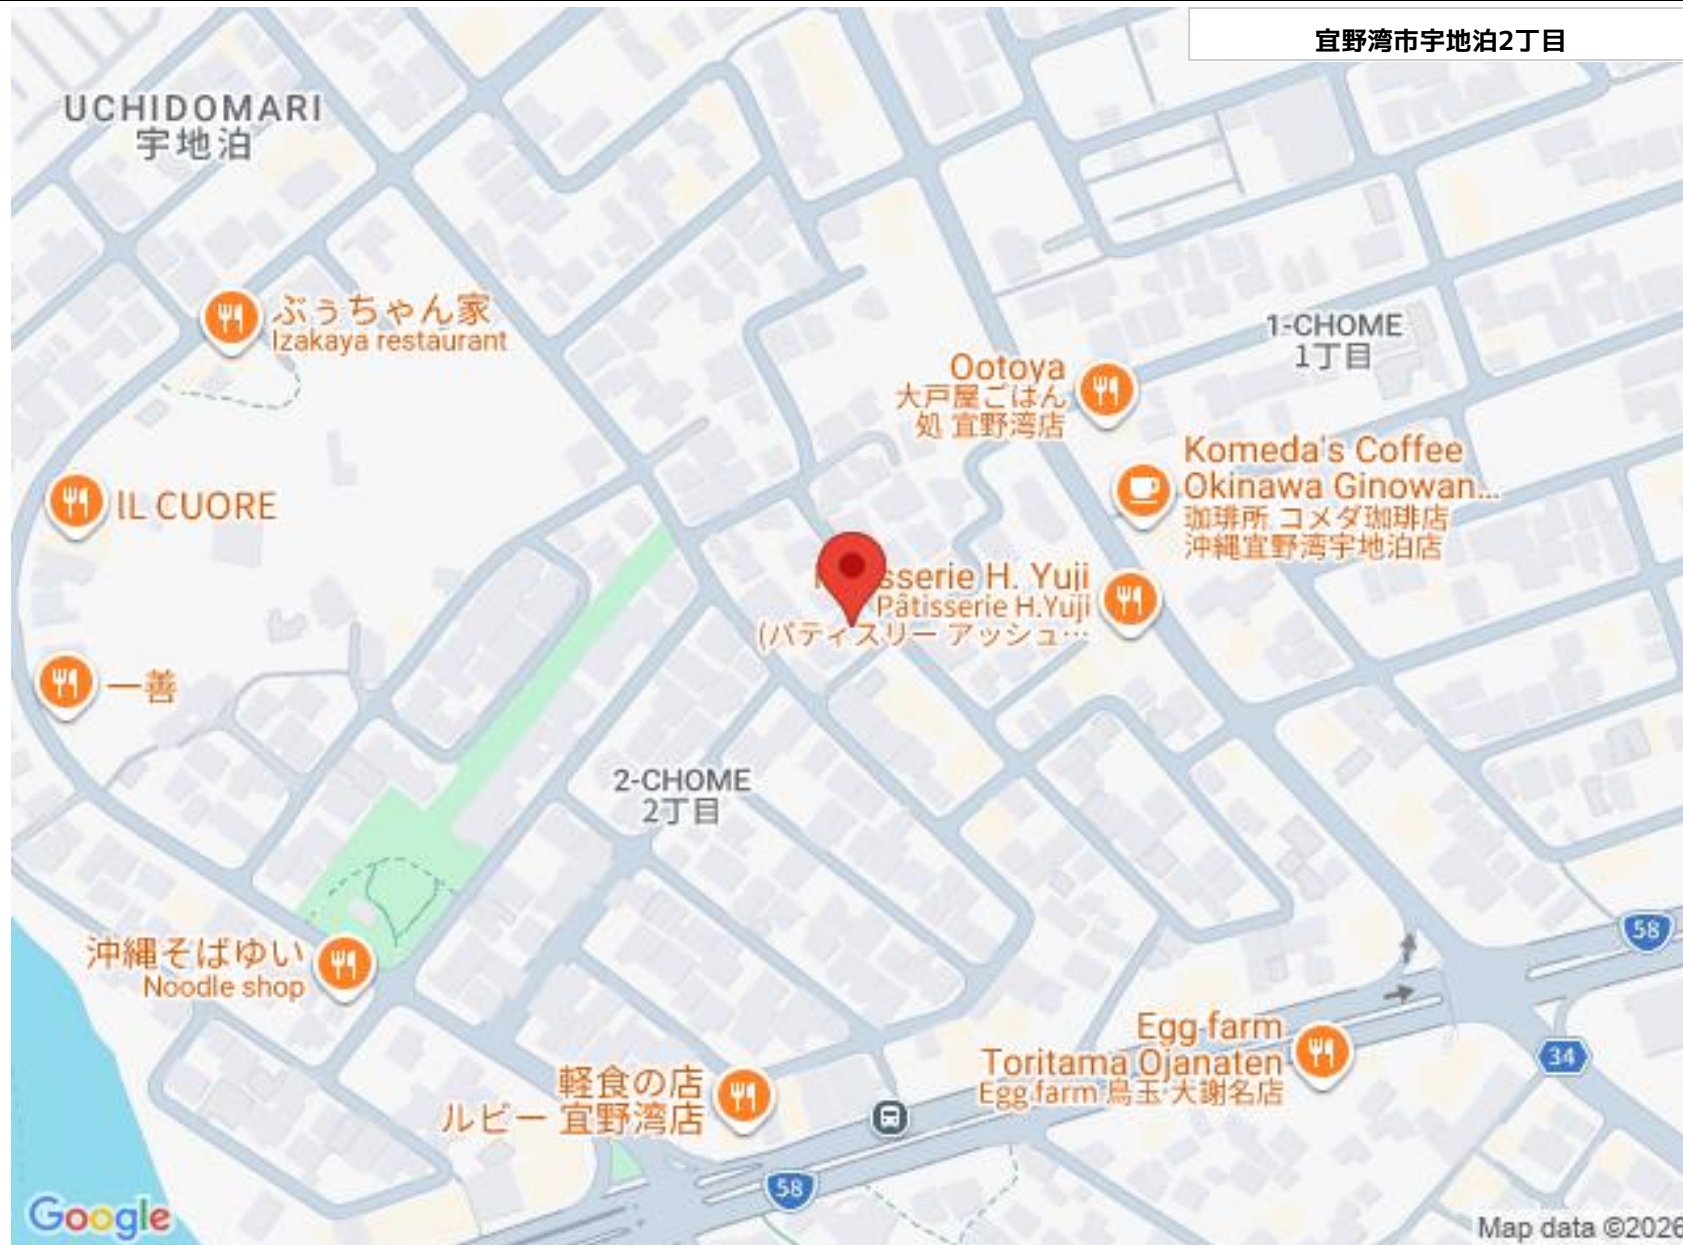 宜野湾市宇地泊2丁目
UCHIDOMARI
宇地泊
ぶぅちゃん家
Izakaya restaurant
1-CHOME
1丁目
Ootoya
大戸屋ごはん
処 宜野湾店
Komeda's Coffee
Okinawa Ginowan...
珈琲所 コメダ珈琲店
沖縄宜野湾宇地泊店
IL CUORE
sserie H. Yuji
Pâtisserie H.Yuji
(パティスリー アッシュ…
一善
2-CHOME
2丁目
沖縄そばゆい
Noodle shop
58
Egg farm
Toritama Ojanaten
Egg farm 鳥玉 大謝名店
34
軽食の店
ルビー 宜野湾店
58
Google
Map data ©2026